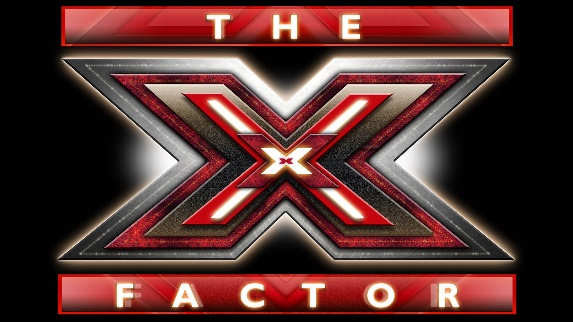 THE
X
FACTOR